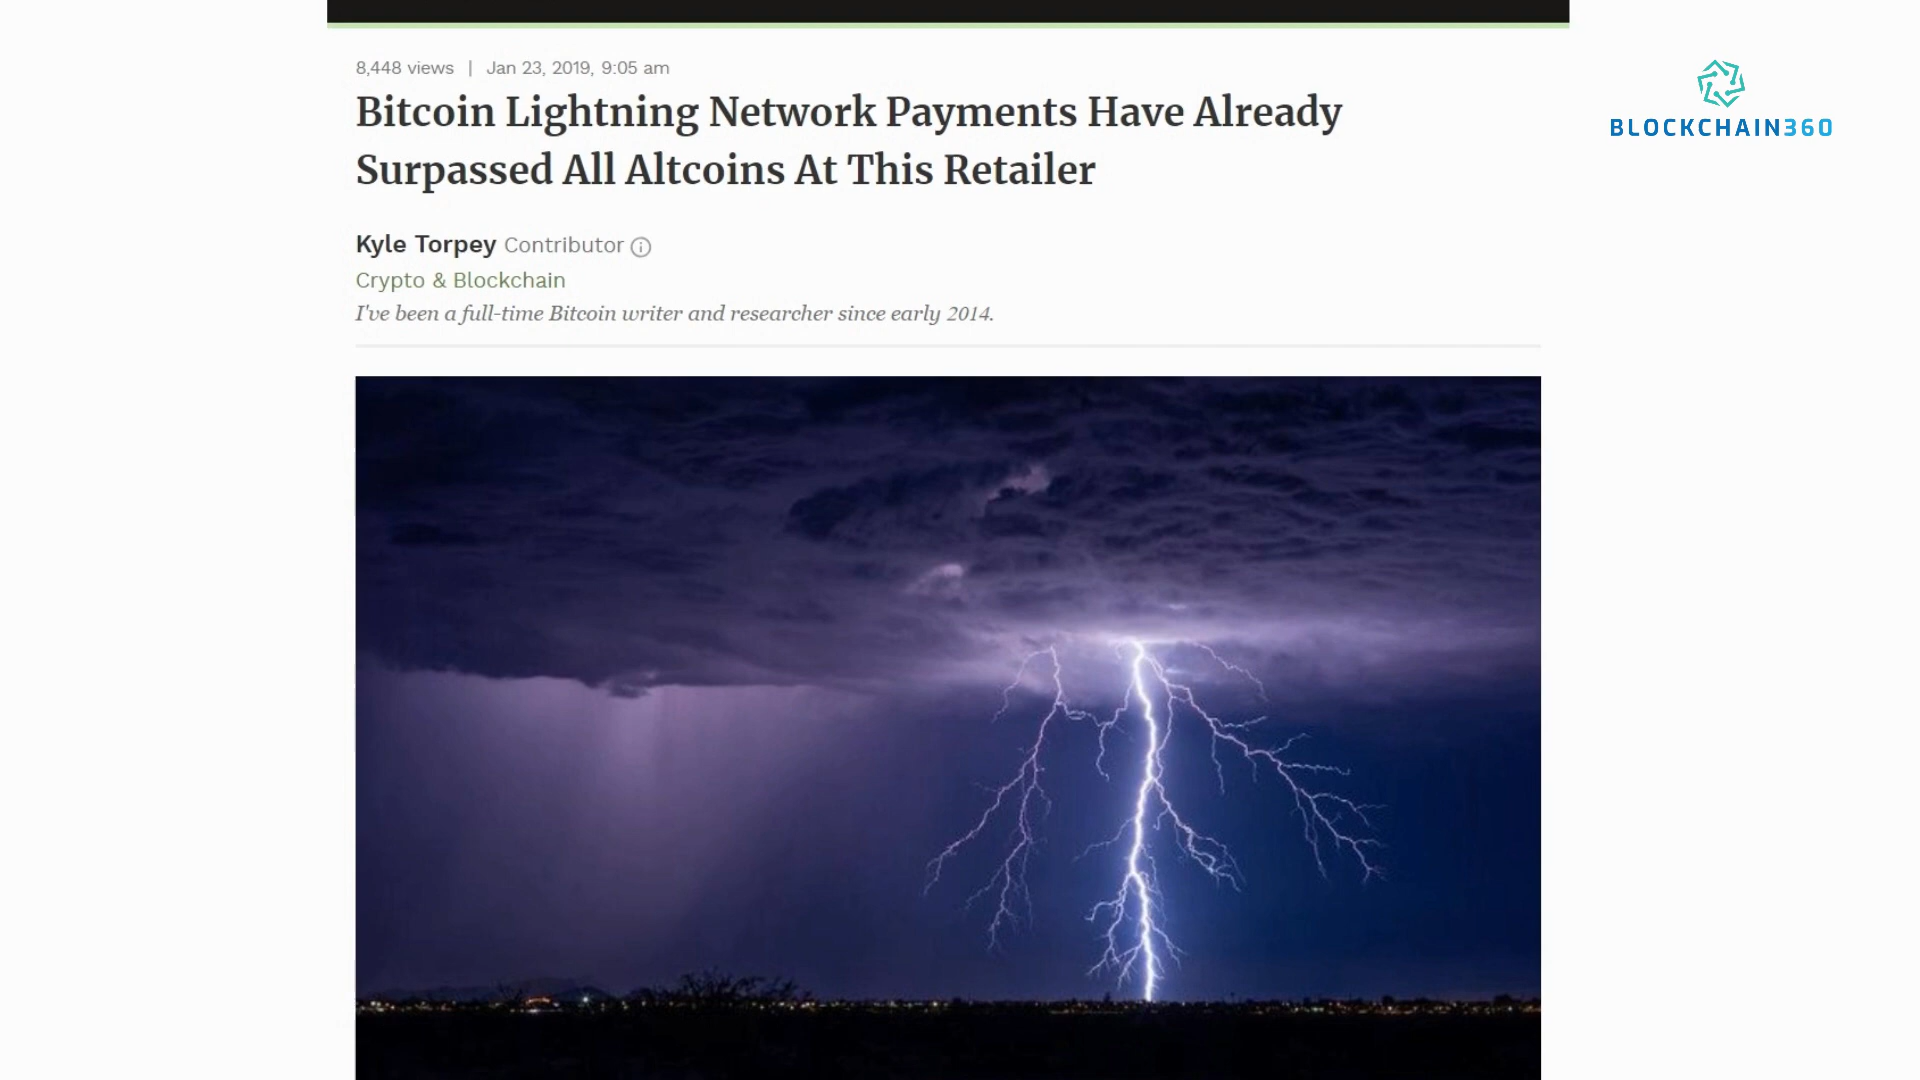 8,448 views | Jan 23, 2019, 9:05 am
Bitcoin Lightning Network Payments Have Already
Surpassed All Altcoins At This Retailer
Kyle Torpey Contributor
Crypto & Blockchain
I've been a full-time Bitcoin writer and researcher since early 2014.
BLOCKCHAIN360